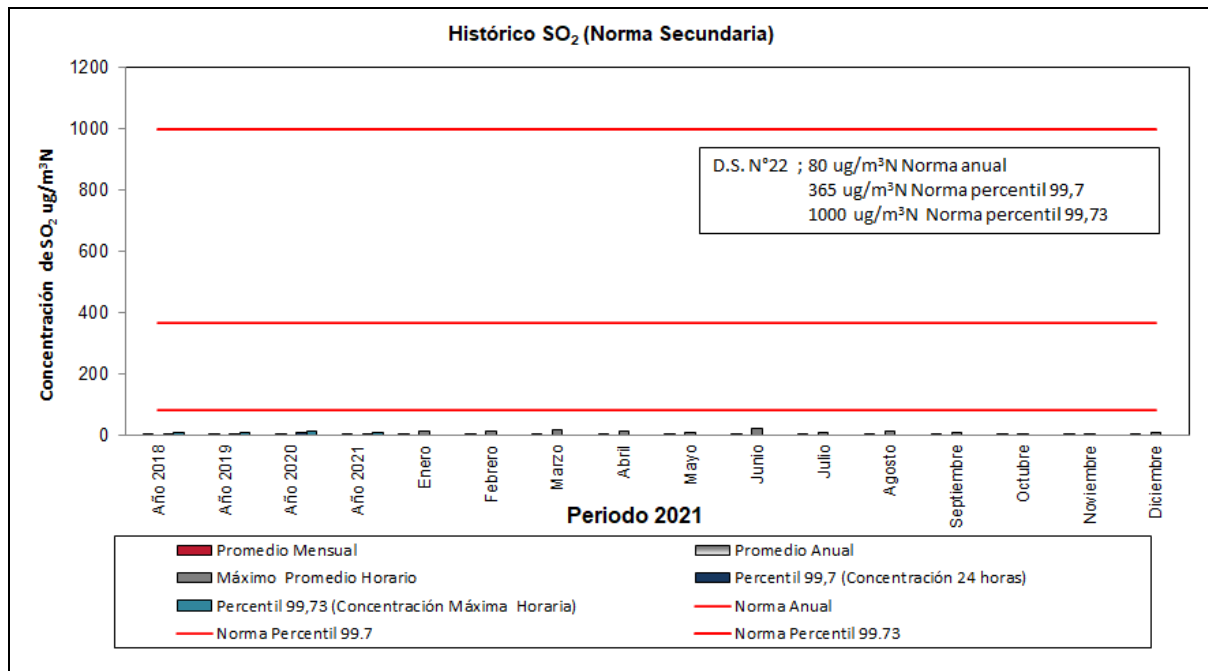 Histórico SO₂ (Norma Secundaria)
Concentración de SO₂ ug/m³N
1200
1000
800
600
400
200
0
D.S. N°22 ; 80 ug/m³N Norma anual
365 ug/m³N Norma percentil 99,7
1000 ug/m³N Norma percentil 99,73
Año 2018
Año 2019
Año 2020
Año 2021
Enero
Febrero
Marzo
Abril
Mayo
Junio
Julio
Agosto
Septiembre
Octubre
Noviembre
Diciembre
Periodo 2021
Promedio Mensual
Promedio Anual
Máximo Promedio Horario
Percentil 99,7 (Concentración 24 horas)
Percentil 99,73 (Concentración Máxima Horaria)
Norma Anual
Norma Percentil 99.7
Norma Percentil 99.73